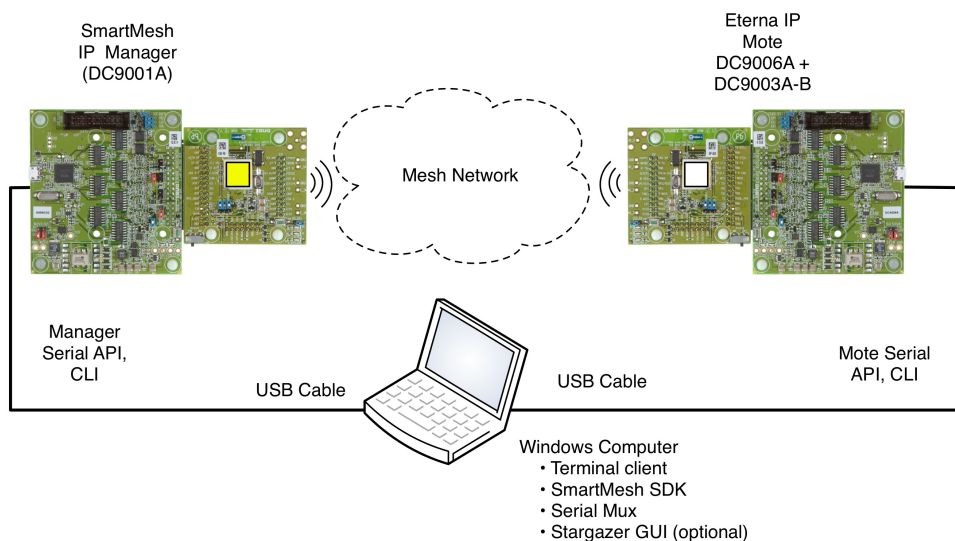 SmartMesh
IP Manager
(DC9001A)
Eterna IP
Mote
DC9006A +
DC9003A-B
Mesh Network
Manager
Serial API,
CLI
USB Cable
USB Cable
Mote Serial
API, CLI
Windows Computer
• Terminal client
• SmartMesh SDK
• Serial Mux
• Stargazer GUI (optional)